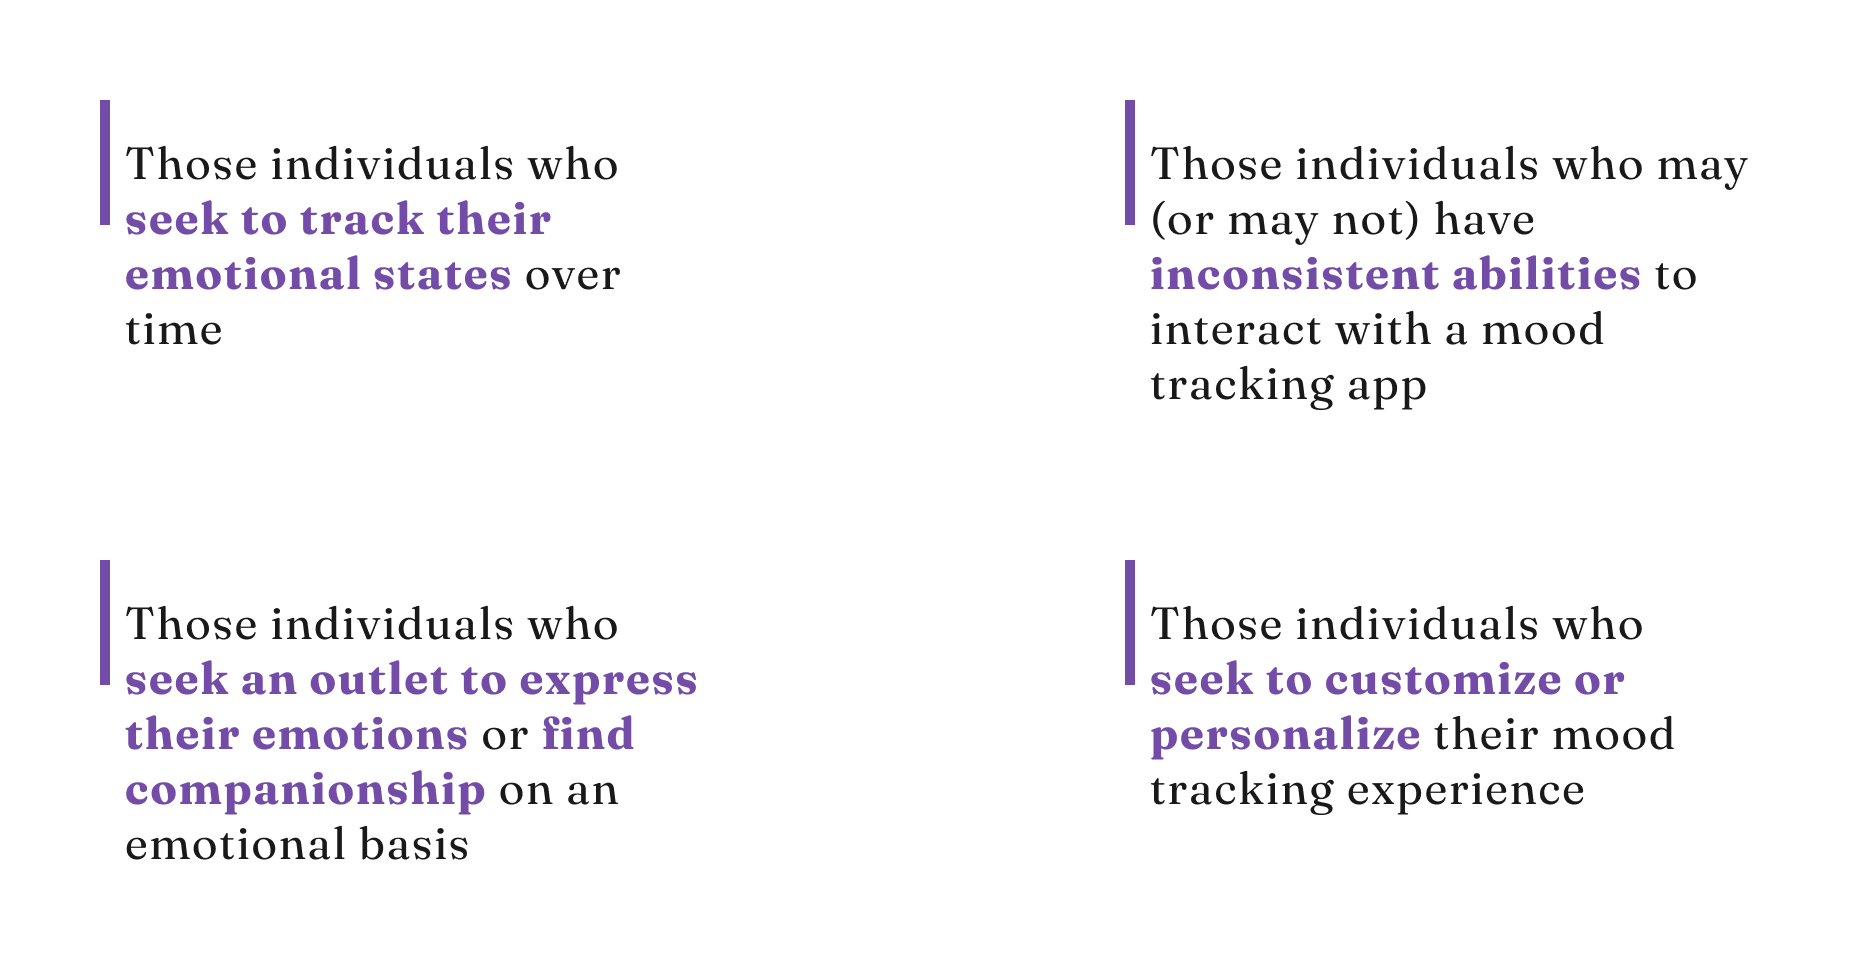 Those individuals who
seek to track their
emotional states over
time
Those individuals who may
(or may not) have
inconsistent abilities to
interact with a mood
tracking app
Those individuals who
seek an outlet to express
their emotions or find
companionship on an
emotional basis
Those individuals who
seek to customize or
personalize their mood
tracking experience